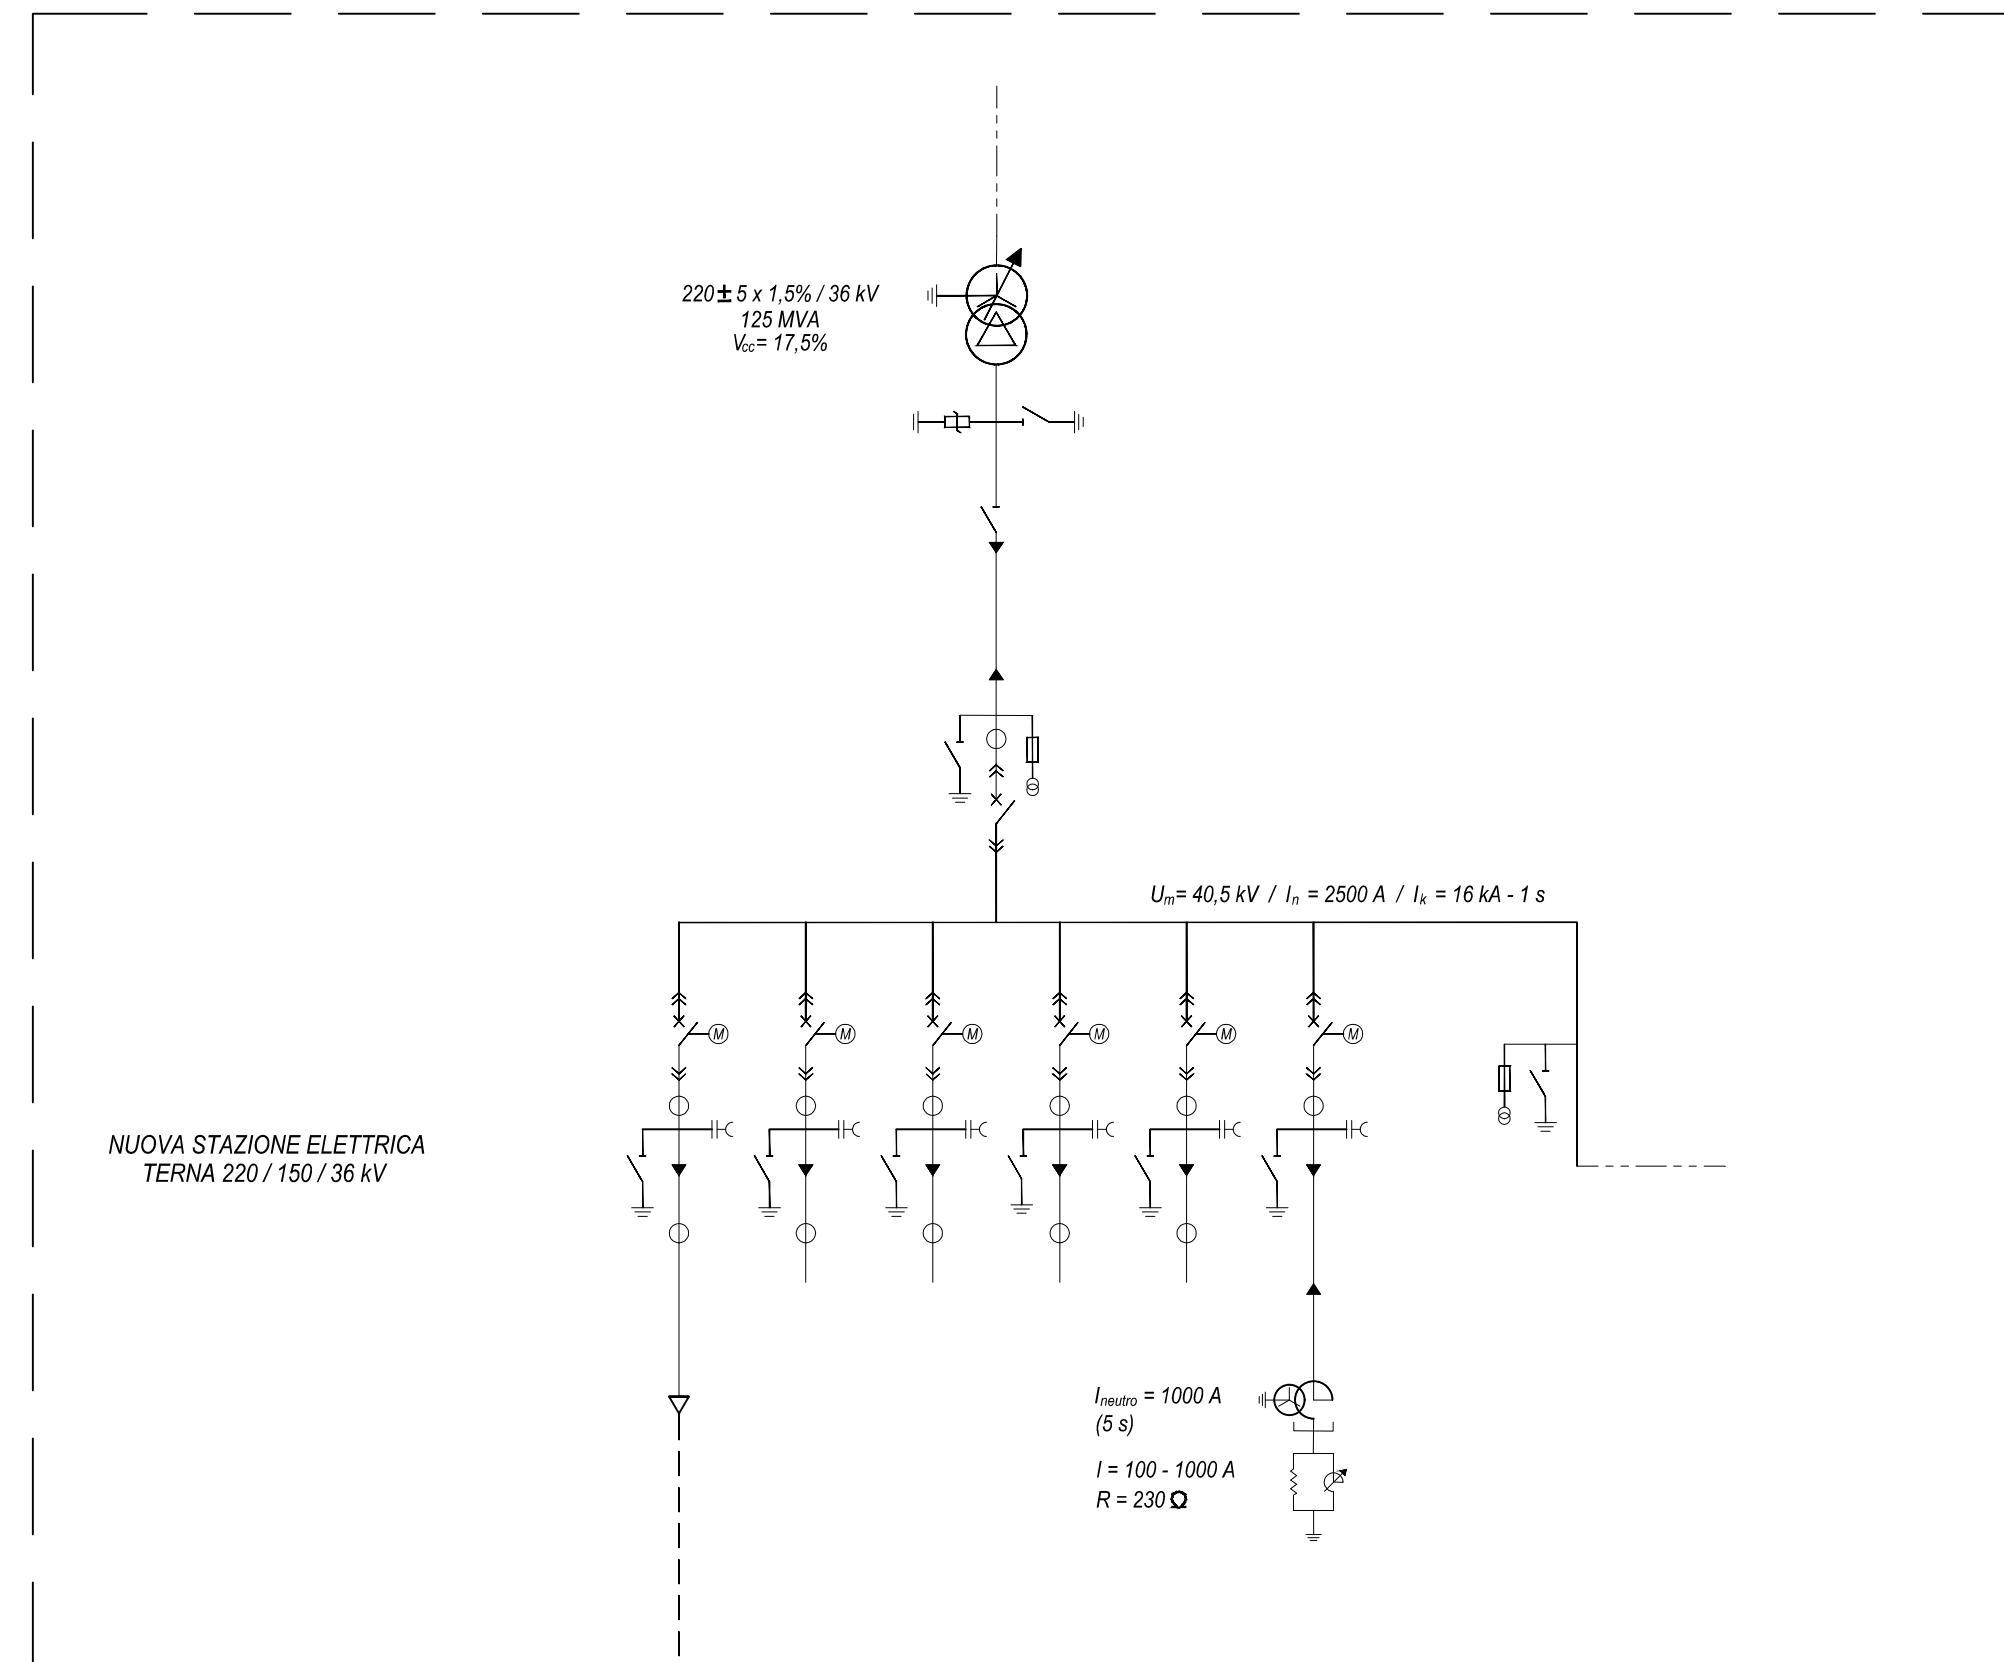 220 ± 5 x 1,5% / 36 kV
125 MVA
Vcc= 17,5%
Um= 40,5 kV / In = 2500 A / Ik = 16 kA - 1 s
M M M M M M
NUOVA STAZIONE ELETTRICA
TERNA 220 / 150 / 36 kV
Ineutro = 1000 A
(5 s)
I = 100 - 1000 A
R = 230 Ω